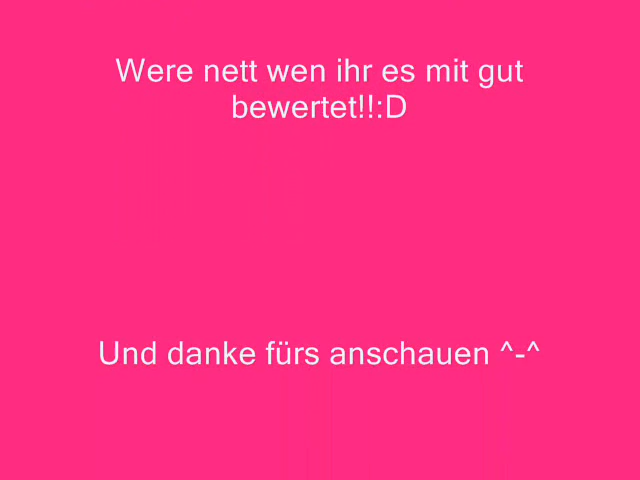 Were nett wen ihr es mit gut
bewertet!!:D
Und danke fürs anschauen ^-^